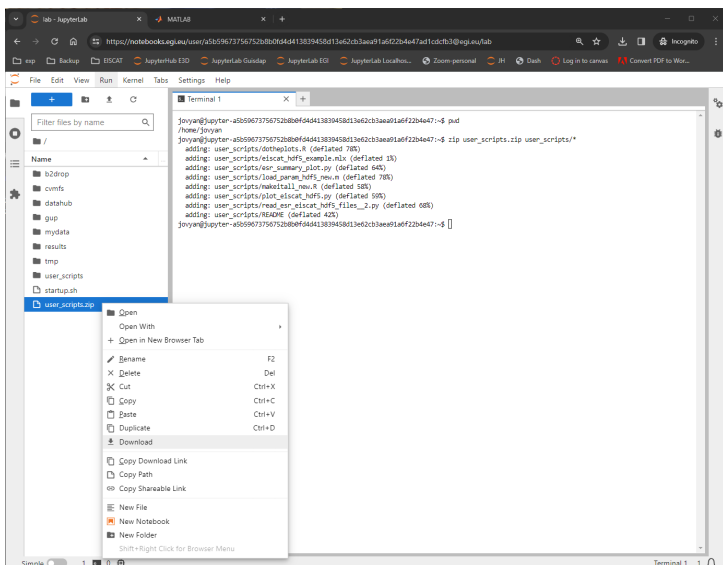 lab - JupyterLab
MATLAB
https://notebooks.egi.eu/user/a5b59673756752b8b0fd4d413839458d13e62cb3aea91a6f22b4e47ad1cdcfb3@egi.eu/lab
Incognito
exp Backup EISCAT JupyterHub E3D JupyterLab Guisdap JupyterLab EGI JupyterLab Localhos... Zoom-personal JH Dash Log in to canvas Convert PDF to Wor...
File Edit View Run Kernel Tabs Settings Help
Filter files by name
/
Name
b2drop
cvmfs
datahub
gup
mydata
results
tmp
user_scripts
startup.sh
user_scripts.zip
Open
Open With
Open in New Browser Tab
Rename F2
Delete Del
Cut Ctrl+X
Copy Ctrl+C
Paste Ctrl+V
Duplicate Ctrl+D
Download
Copy Download Link
Copy Path
Copy Shareable Link
New File
New Notebook
New Folder
Shift+Right Click for Browser Menu
Terminal 1
jovyan@jupyter-a5b59673756752b8b0fd4d413839458d13e62cb3aea91a6f22b4e47:~$ pwd
/home/jovyan
jovyan@jupyter-a5b59673756752b8b0fd4d413839458d13e62cb3aea91a6f22b4e47:~$ zip user_scripts.zip user_scripts/*
adding: user_scripts/dotheplots.R (deflated 78%)
adding: user_scripts/eiscat_hdf5_example.mlx (deflated 1%)
adding: user_scripts/esr_summary_plot.py (deflated 64%)
adding: user_scripts/load_param_hdf5_new.m (deflated 78%)
adding: user_scripts/makeitall_new.R (deflated 58%)
adding: user_scripts/plot_eiscat_hdf5.py (deflated 59%)
adding: user_scripts/read_esr_eiscat_hdf5_files__2.py (deflated 68%)
adding: user_scripts/README (deflated 42%)
jovyan@jupyter-a5b59673756752b8b0fd4d413839458d13e62cb3aea91a6f22b4e47:~$
Simple 1 0
Terminal 1 1